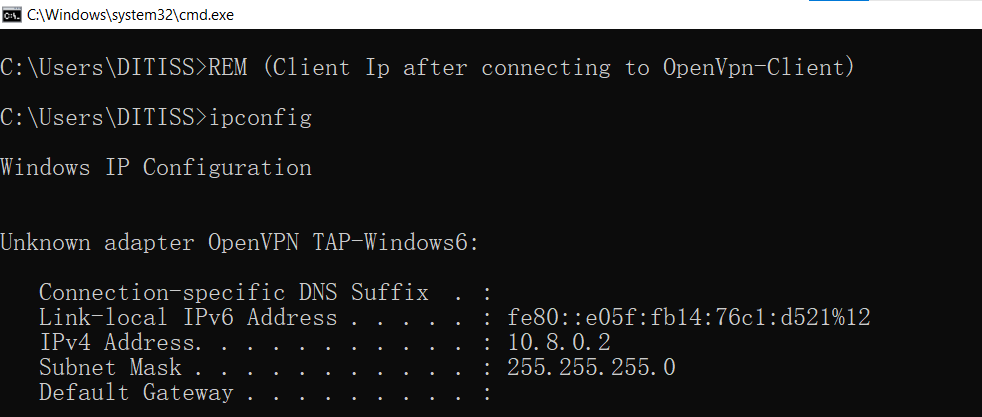 C:\Windows\system32\cmd.exe
C:\Users\DITISS>REM (Client Ip after connecting to OpenVpn-Client)
C:\Users\DITISS>ipconfig
Windows IP Configuration
Unknown adapter OpenVPN TAP-Windows6:
Connection-specific DNS Suffix  . :
Link-local IPv6 Address . . . . . : fe80::e05f:fb14:76c1:d521%12
IPv4 Address. . . . . . . . . . . : 10.8.0.2
Subnet Mask . . . . . . . . . . . : 255.255.255.0
Default Gateway . . . . . . . . . :